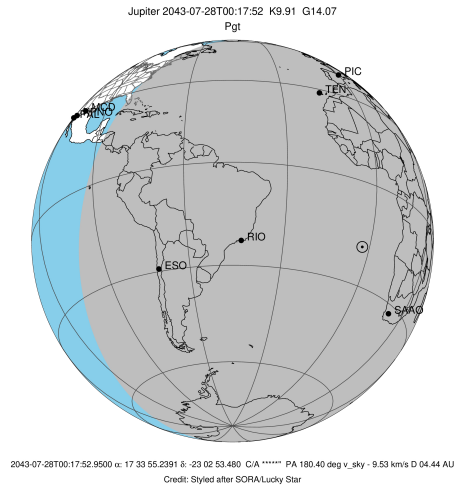 Jupiter 2043-07-28T00:17:52 K9.91 G14.07
Pgt
PIC
TEN
MCD
RIO
ESO
SAAO
2043-07-28T00:17:52.9500 α: 17 33 55.2391 δ: -23 02 53.480 C/A *****" PA 180.40 deg v_sky - 9.53 km/s D 04.44 AU
Credit: Styled after SORA/Lucky Star